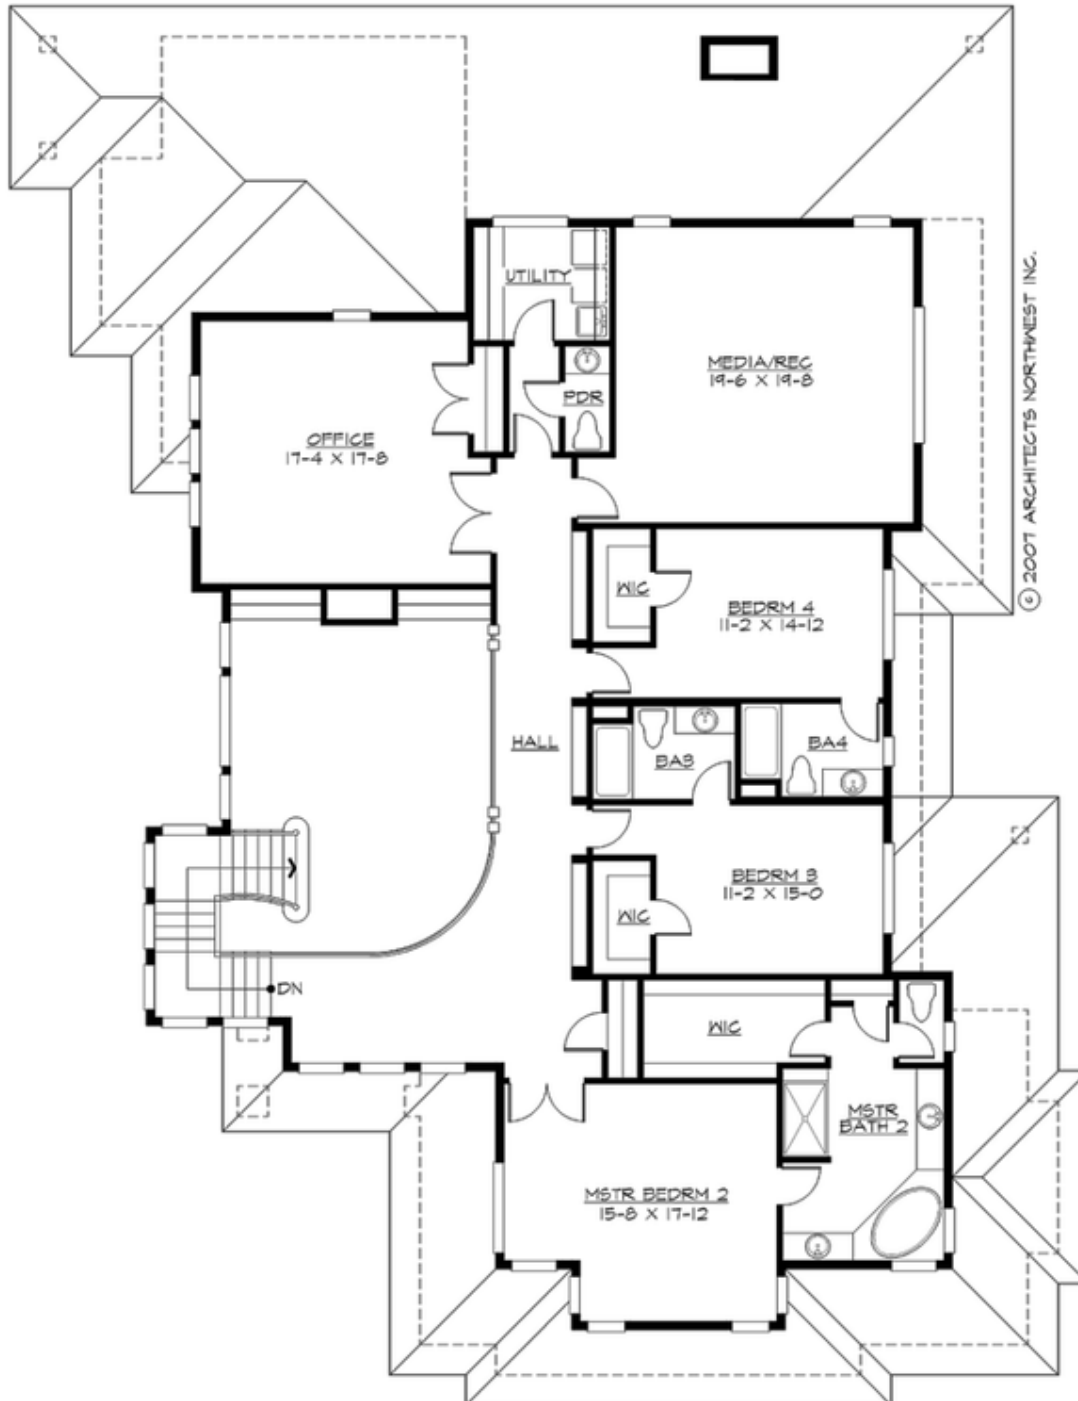 UTILITY
MEDIA/REC
19-6 X 19-8
PDR
OFFICE
17-4 X 17-8
© 2007 ARCHITECTS NORTHWEST INC.
WIC
BEDRM 4
11-2 X 14-12
HALL
BA3
BA4
BEDRM 3
11-2 X 15-0
WIC
DN
WIC
MSTR
BATH 2
MSTR BEDRM 2
15-8 X 17-12